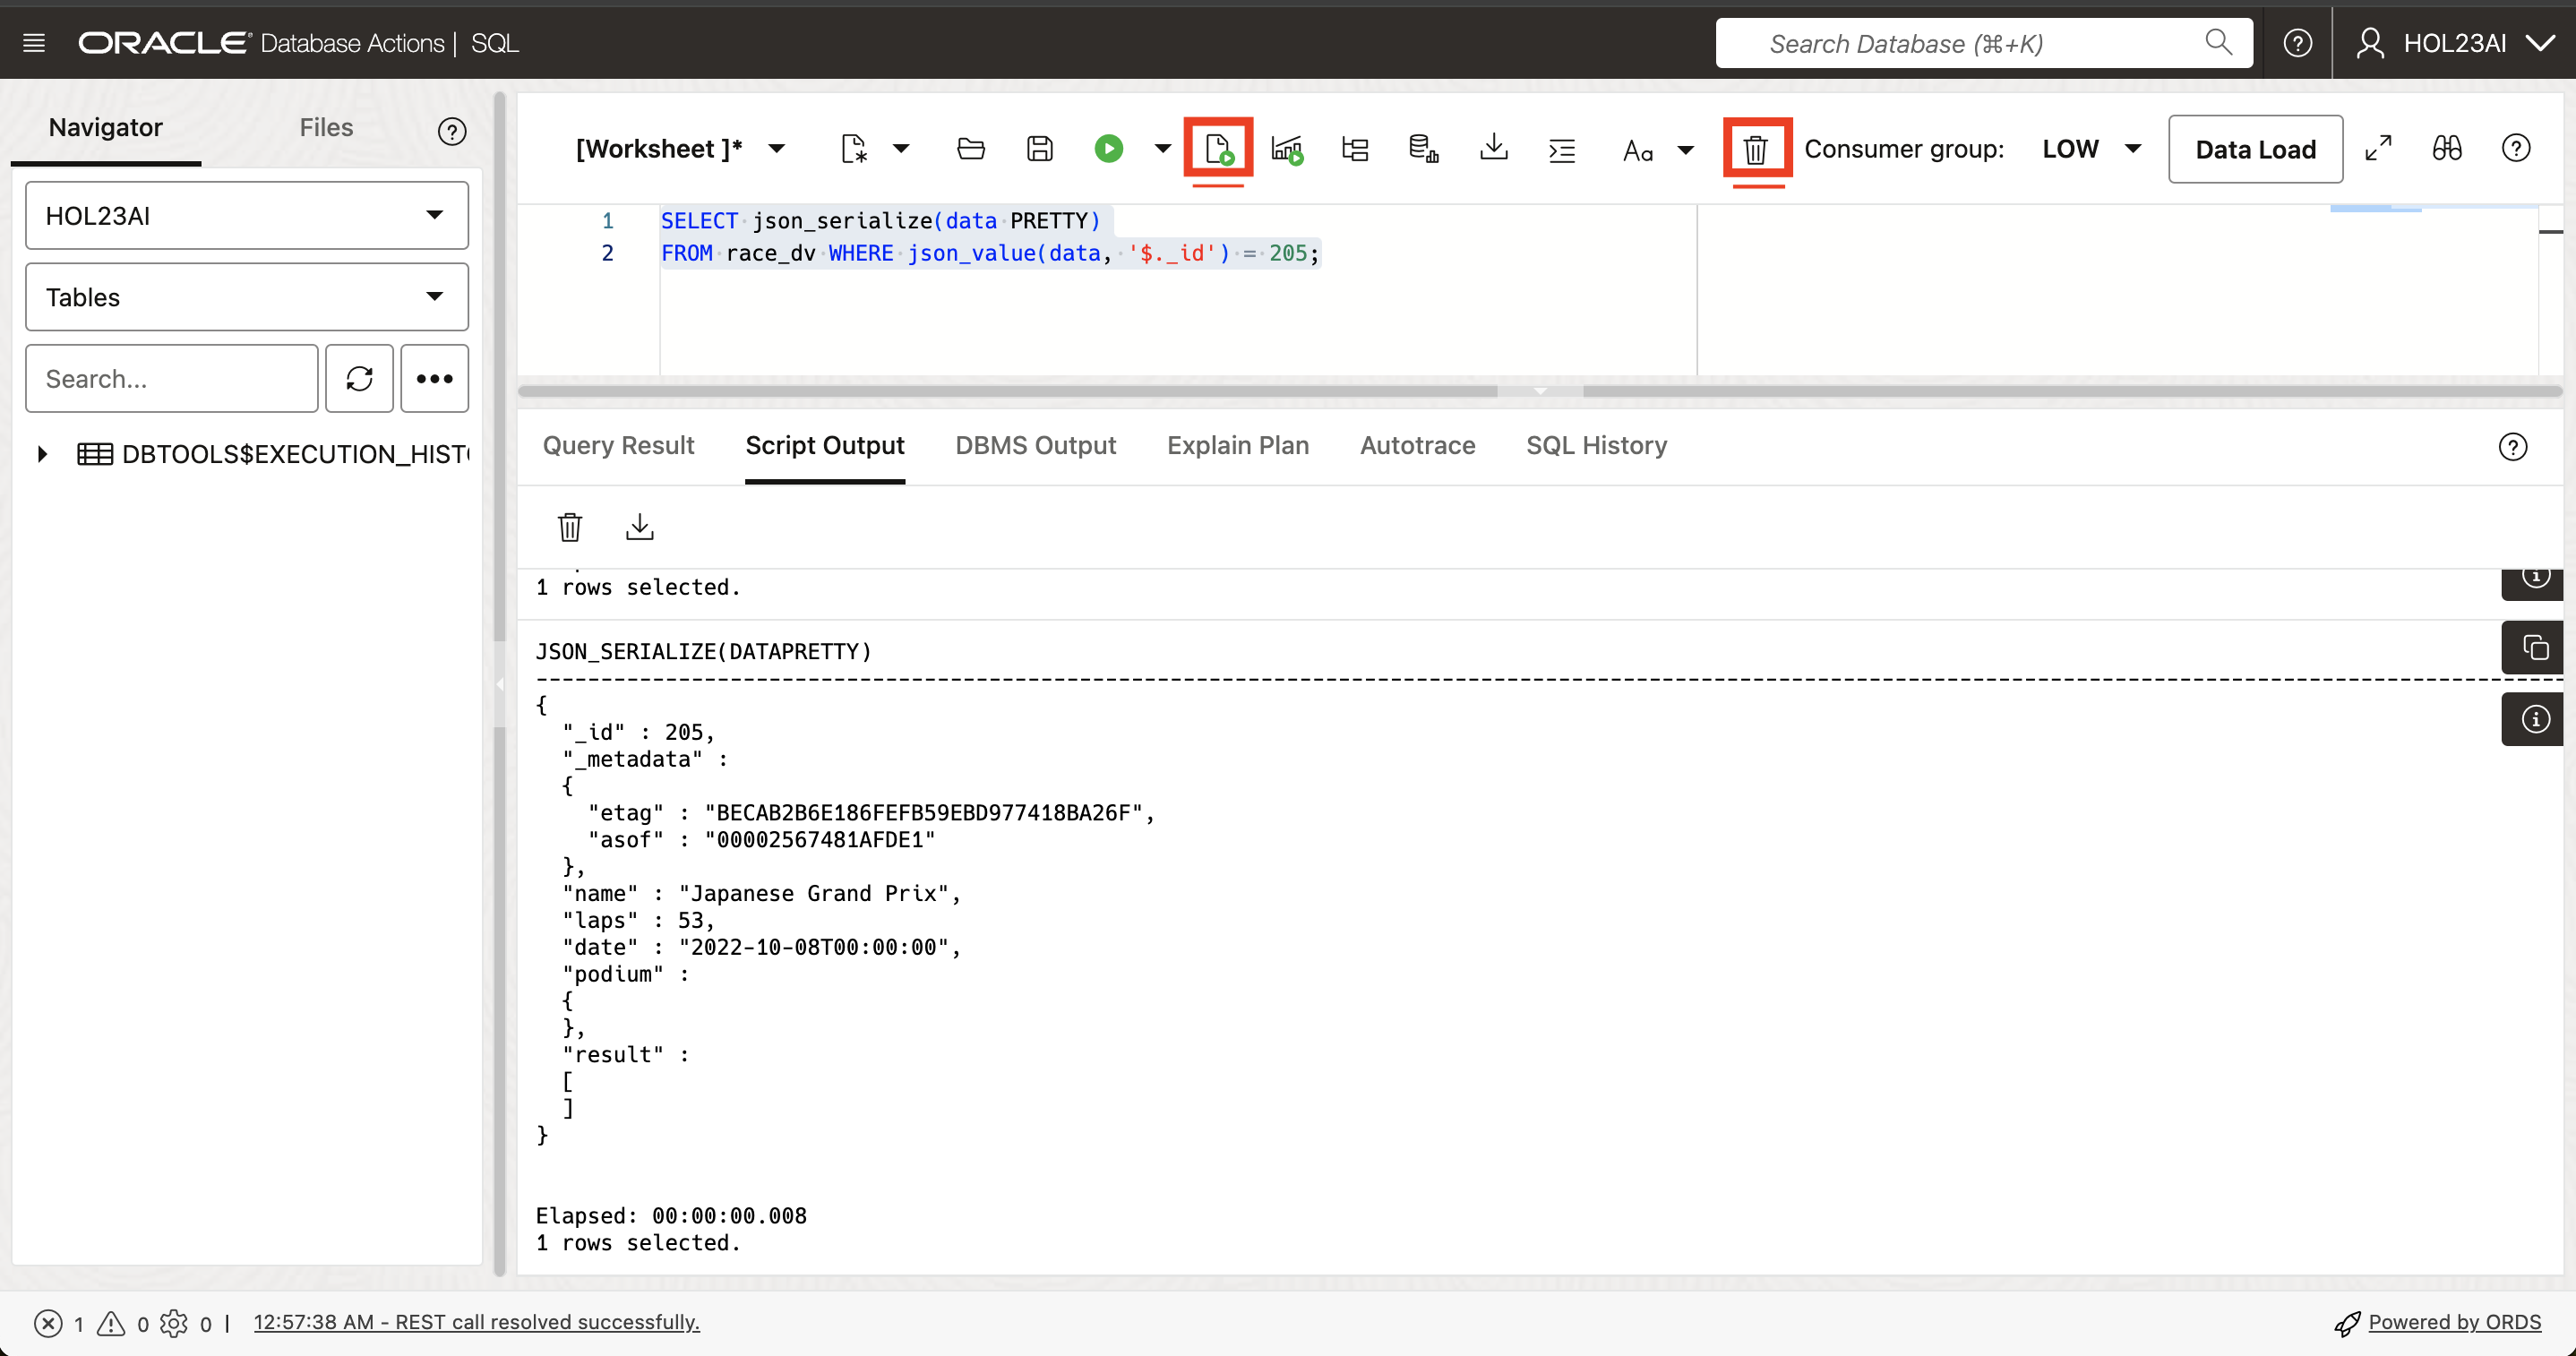 ORACLE Database Actions | SQL
Search Database (⌘+K)
HOL23AI
Navigator
Files
HOL23AI
Tables
Search...
DBTOOLS$EXECUTION_HIST
[Worksheet ]*
Aa
Consumer group:
LOW
Data Load
1 SELECT json_serialize(data PRETTY)
2 FROM race_dv WHERE json_value(data, '$._id') = 205;
Query Result
Script Output
DBMS Output
Explain Plan
Autotrace
SQL History
1 rows selected.
JSON_SERIALIZE(DATAPRETTY)
{
"_id" : 205,
"_metadata" :
{
"etag" : "BECAB2B6E186FEFB59EBD977418BA26F",
"asof" : "00002567481AFDE1"
},
"name" : "Japanese Grand Prix",
"laps" : 53,
"date" : "2022-10-08T00:00:00",
"podium" :
{
},
"result" :
[
]
}
Elapsed: 00:00:00.008
1 rows selected.
1 0 0 | 12:57:38 AM - REST call resolved successfully.
Powered by ORDS